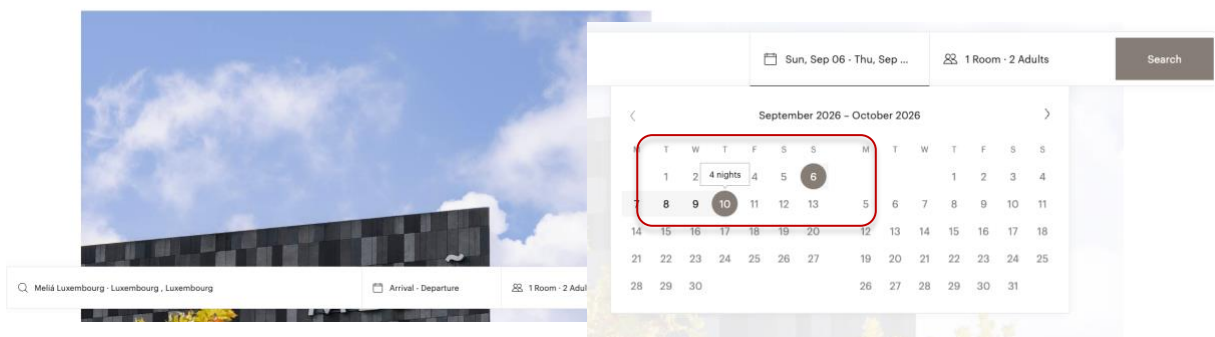 Meliá Luxembourg - Luxembourg , Luxembourg
Arrival - Departure
1 Room · 2 Adul
Sun, Sep 06 - Thu, Sep ...
1 Room · 2 Adults
Search
September 2026 – October 2026
M T W T F S S M T W T F S S
1 2 4 nights 4 5 6 1 2 3 4
7 8 9 10 11 12 13 5 6 7 8 9 10 11
14 15 16 17 18 19 20 12 13 14 15 16 17 18
21 22 23 24 25 26 27 19 20 21 22 23 24 25
28 29 30 26 27 28 29 30 31